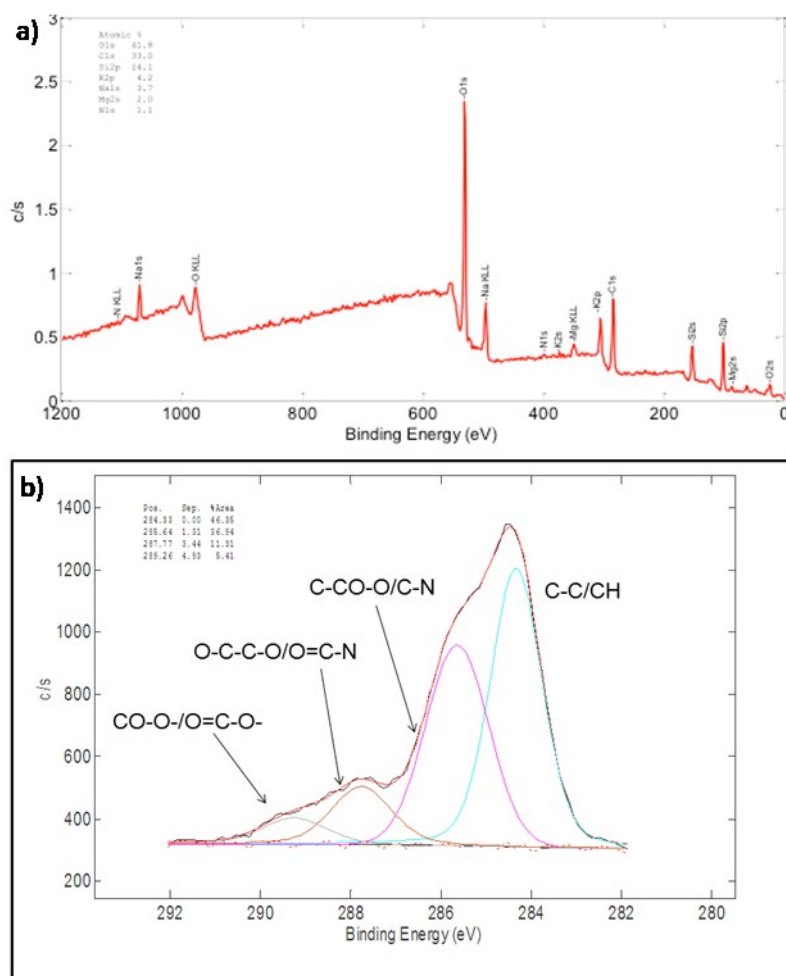 a)
3
2.5
2
1.5
1
0.5
0
c/s
Atomic %
O1s 41.8
C1s 33.0
Si2p 14.1
K2p 4.2
Na1s 3.7
Mg2s 2.0
N1s 1.1
-N KLL
-Na1s
-O KLL
-O1s
-Na KLL
-N1s
-K2s
-Mg KLL
-K2p
-C1s
-Si2s
-Si2p
-Mg2s
-O2s
1200 1000 800 600 400 200 0
Binding Energy (eV)
b)
1400
1200
1000
800
600
400
200
c/s
Pos. Sep. %Area
284.33 0.00 46.35
285.64 1.31 36.94
287.77 3.44 11.31
289.26 4.93 5.41
C-CO-O/C-N
C-C/CH
O-C-C-O/O=C-N
CO-O-/O=C-O-
292 290 288 286 284 282 280
Binding Energy (eV)